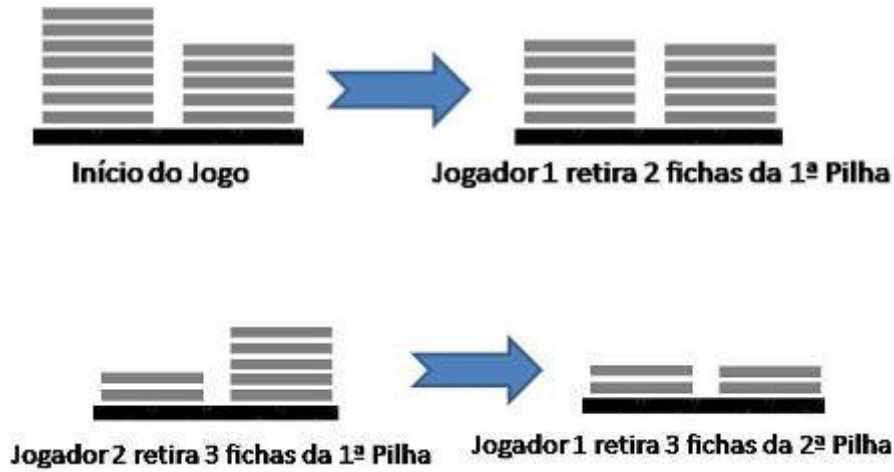 Início do Jogo
Jogador 1 retira 2 fichas da 1ª Pilha
Jogador 2 retira 3 fichas da 1ª Pilha
Jogador 1 retira 3 fichas da 2ª Pilha